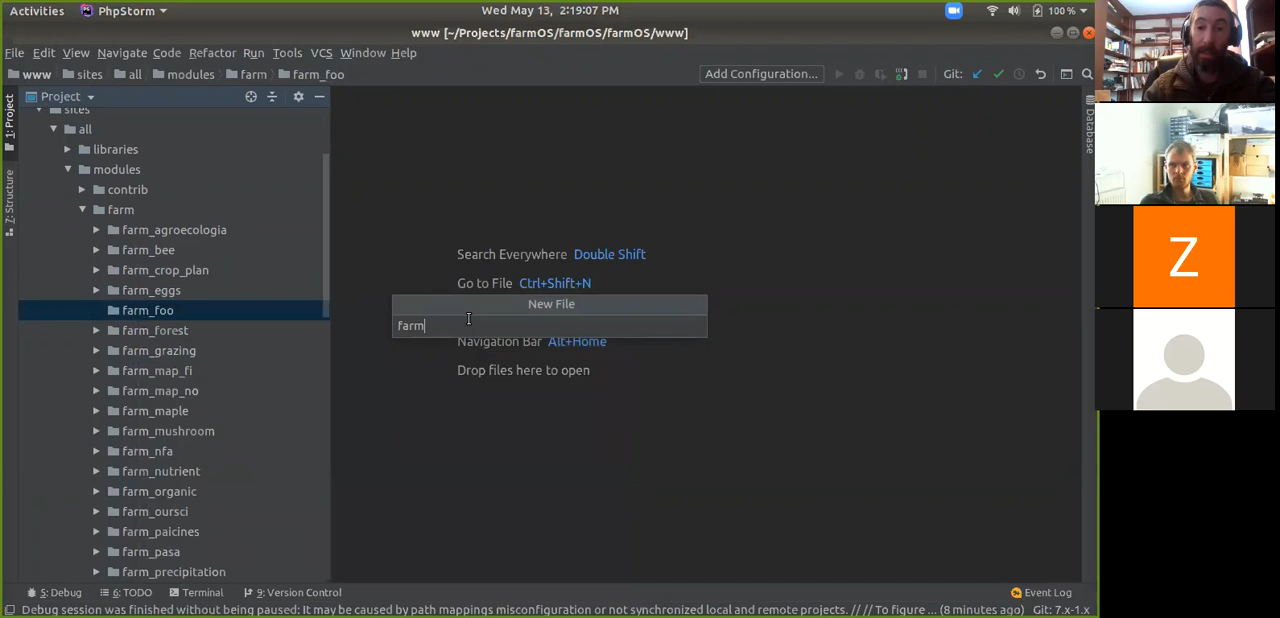 Activities PhpStorm Wed May 13, 2:19:07 PM 100 %
www [~/Projects/farmOS/farmOS/farmOS/www]
File Edit View Navigate Code Refactor Run Tools VCS Window Help
www sites all modules farm farm_foo Add Configuration... Git:
Project
1: Project
7: Structure
Database
sites
all
libraries
modules
contrib
farm
farm_agroecologia
farm_bee
farm_crop_plan
farm_eggs
farm_foo
farm_forest
farm_grazing
farm_map_fi
farm_map_no
farm_maple
farm_mushroom
farm_nfa
farm_nutrient
farm_organic
farm_oursci
farm_paicines
farm_pasa
farm_precipitation
Search Everywhere Double Shift
Go to File Ctrl+Shift+N
New File
farm
Navigation Bar Alt+Home
Drop files here to open
Z
5: Debug 6: TODO Terminal 9: Version Control Event Log
Debug session was finished without being paused: It may be caused by path mappings misconfiguration or not synchronized local and remote projects. // // To figure ... (8 minutes ago) Git: 7.x-1.x